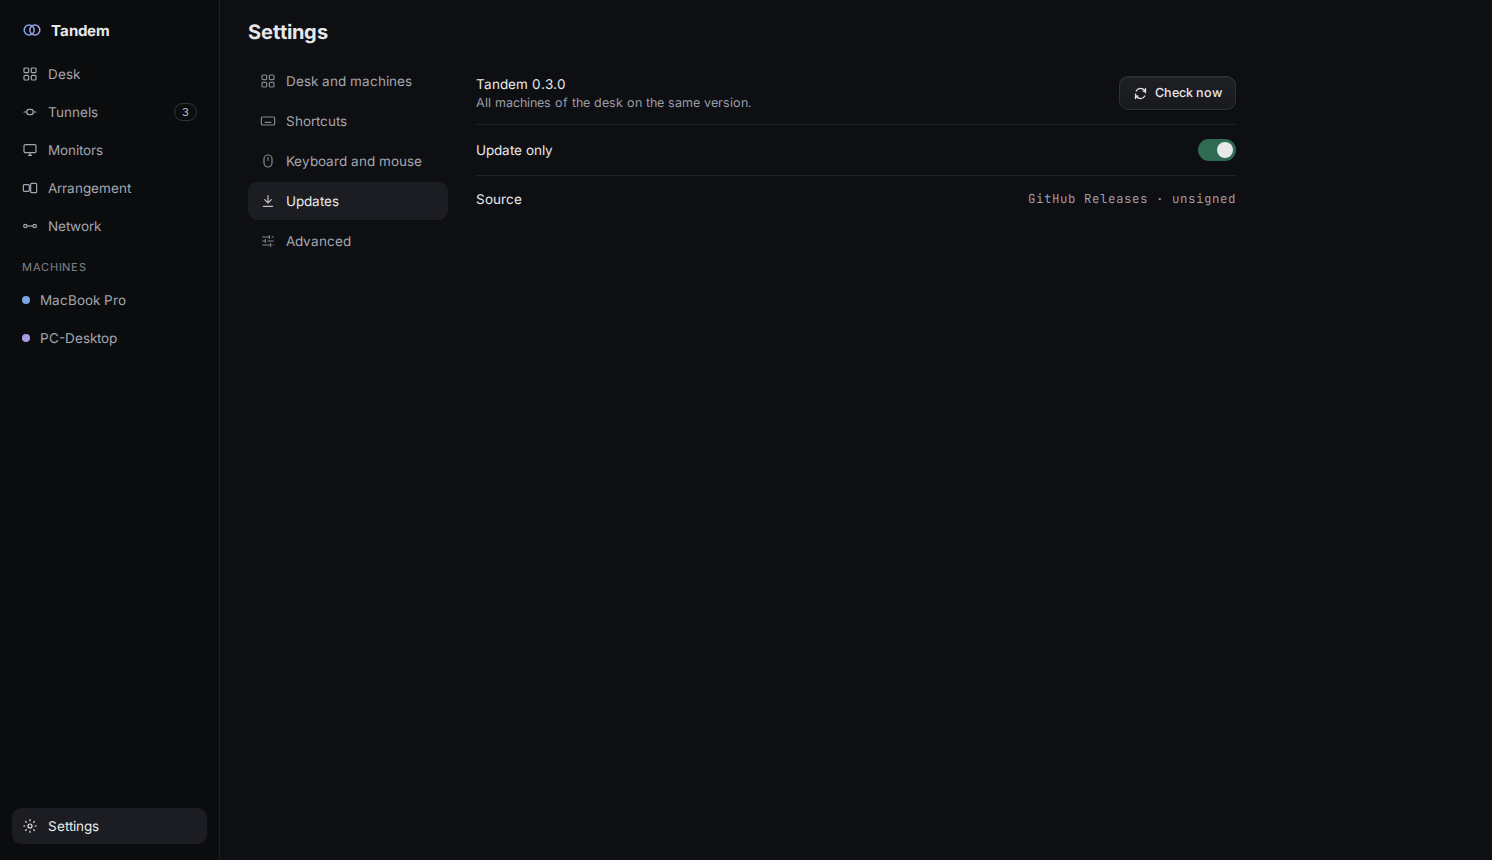 Tandem
Desk
Tunnels 3
Monitors
Arrangement
Network
MACHINES
MacBook Pro
PC-Desktop
Settings
Settings
Desk and machines
Shortcuts
Keyboard and mouse
Updates
Advanced
Tandem 0.3.0
All machines of the desk on the same version.
Check now
Update only
Source
GitHub Releases · unsigned